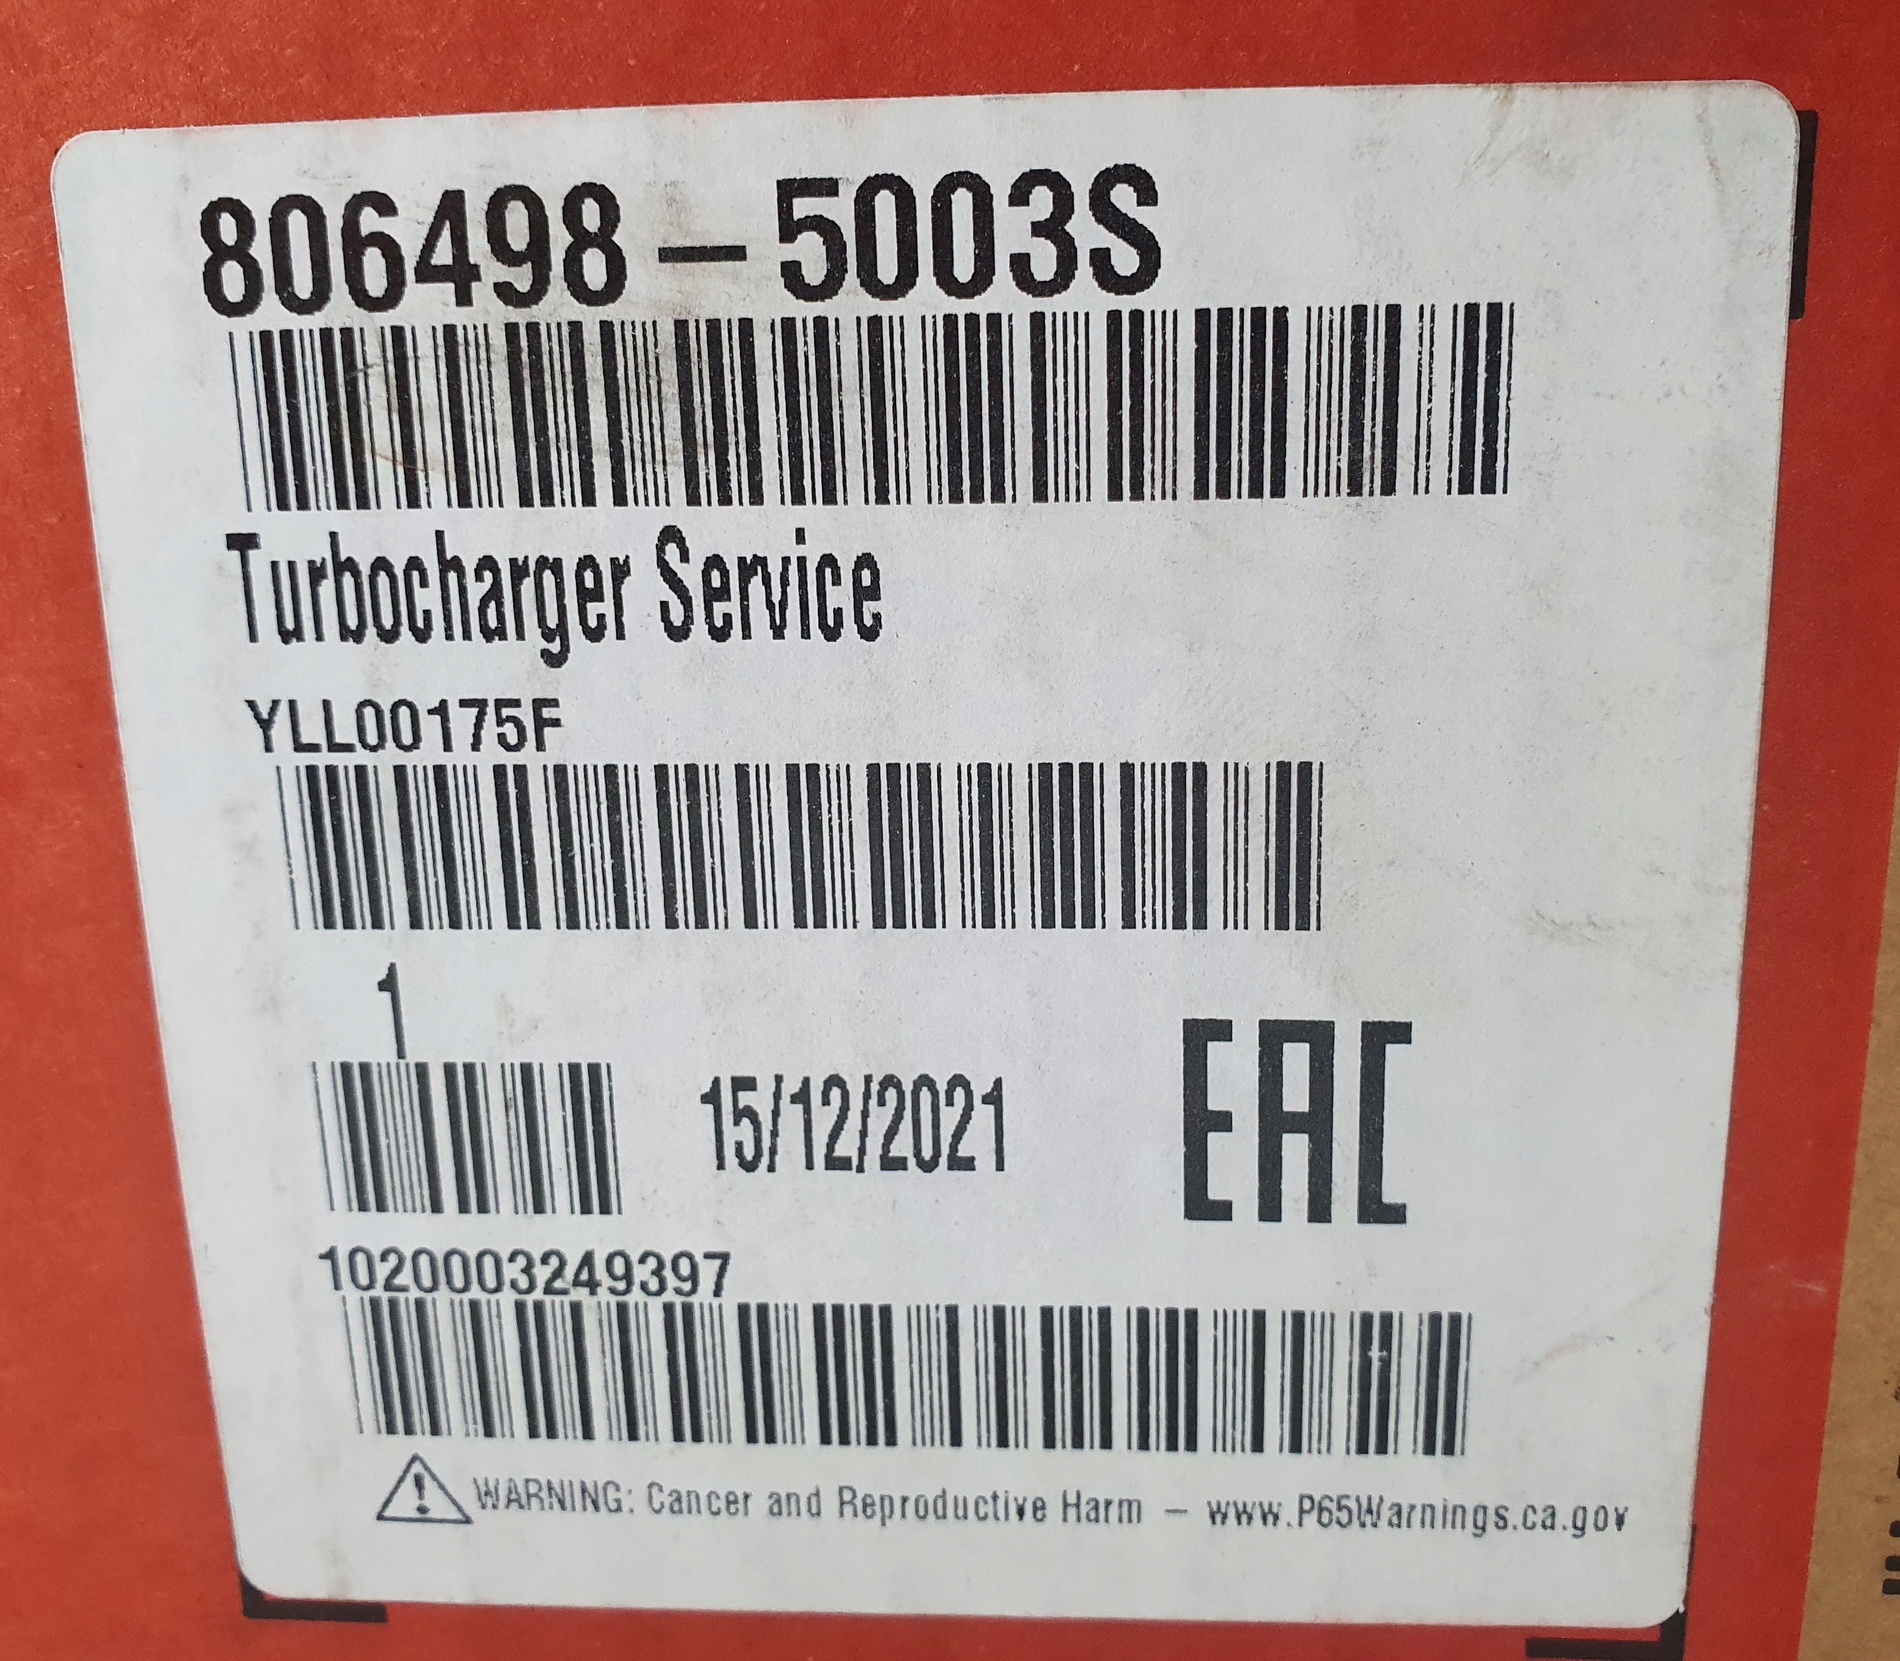 806498-5003S
Turbocharger Service
YLL00175F
1
15/12/2021
EAC
1020003249397
WARNING: Cancer and Reproductive Harm - www.P65Warnings.ca.gov